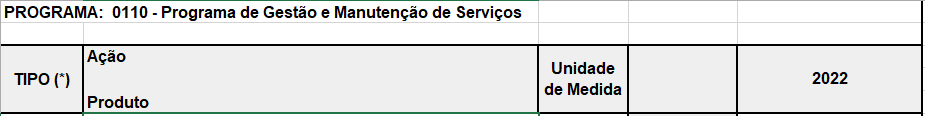 PROGRAMA:  0110 - Programa de Gestão e Manutenção de Serviços
TIPO (*)
Ação
Produto
Unidade
de Medida
2022